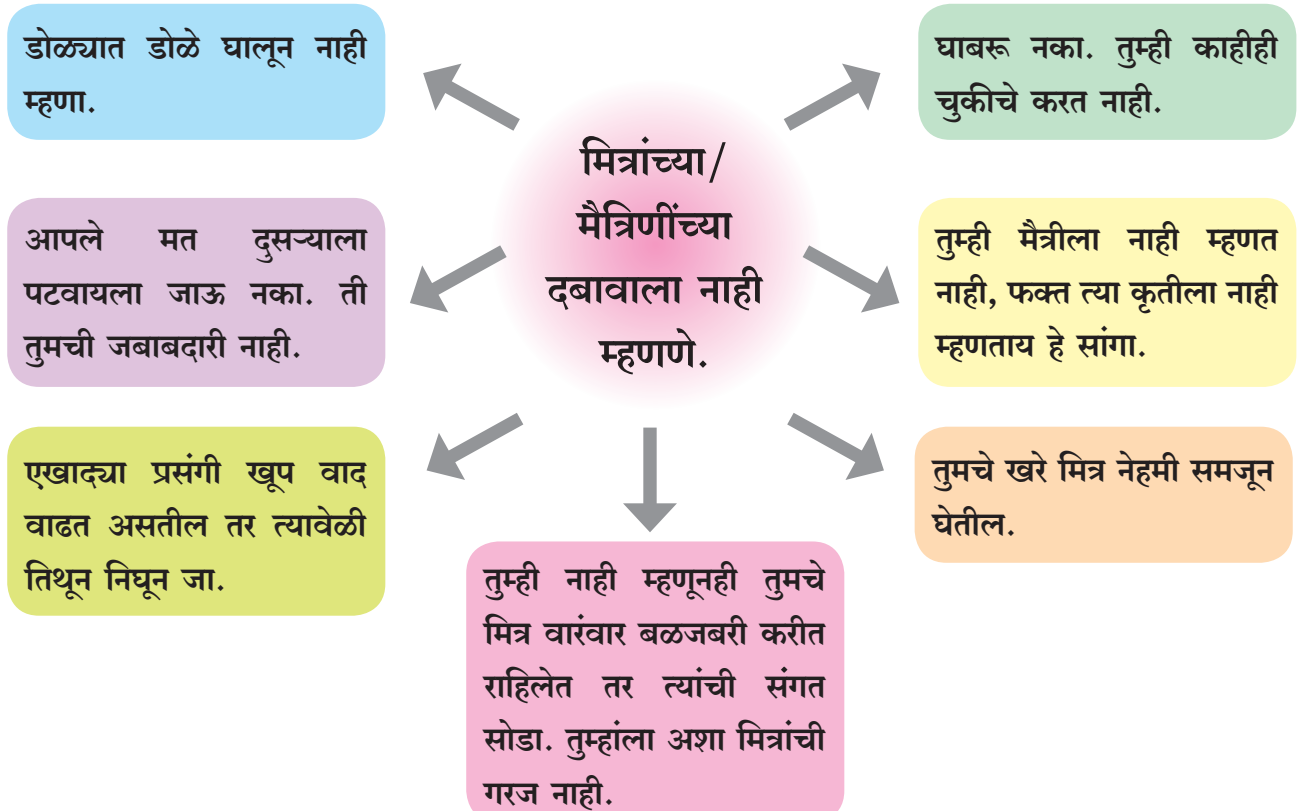 डोळ्यात डोळे घालून नाही
म्हणा.
घाबरू नका. तुम्ही काहीही
चुकीचे करत नाही.
मित्रांच्या/
मैत्रिणींच्या
दबावाला नाही
म्हणणे.
आपले मत दुसऱ्याला
पटवायला जाऊ नका. ती
तुमची जबाबदारी नाही.
तुम्ही मैत्रीला नाही म्हणत
नाही, फक्त त्या कृतीला नाही
म्हणताय हे सांगा.
एखाद्या प्रसंगी खूप वाद
वाढत असतील तर त्यावेळी
तिथून निघून जा.
तुमचे खरे मित्र नेहमी समजून
घेतील.
तुम्ही नाही म्हणूनही तुमचे
मित्र वारंवार बळजबरी करीत
राहिलेत तर त्यांची संगत
सोडा. तुम्हांला अशा मित्रांची
गरज नाही.